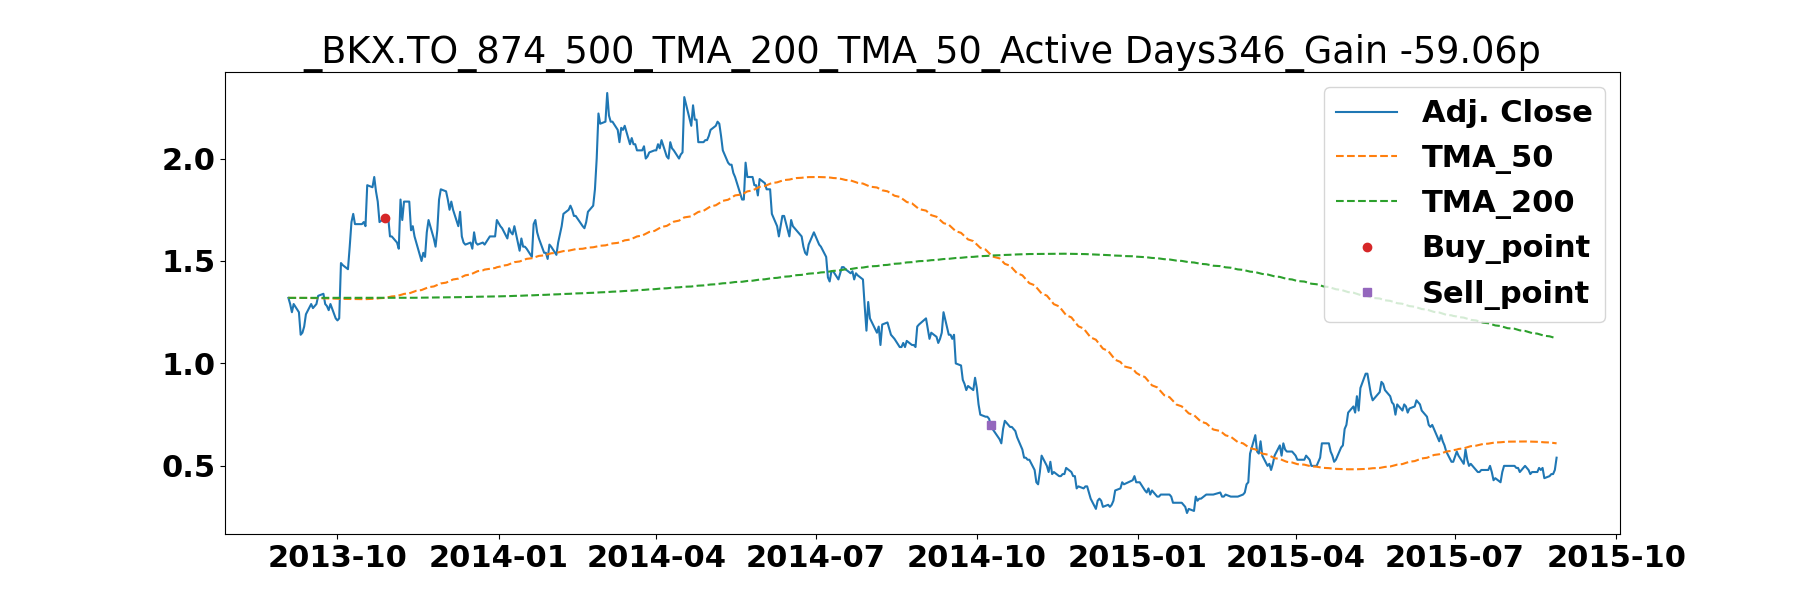 _BKX.TO_874_500_TMA_200_TMA_50_Active Days346_Gain -59.06p
Adj. Close
TMA_50
TMA_200
Buy_point
Sell_point
2.0
1.5
1.0
0.5
2013-10 2014-01 2014-04 2014-07 2014-10 2015-01 2015-04 2015-07 2015-10